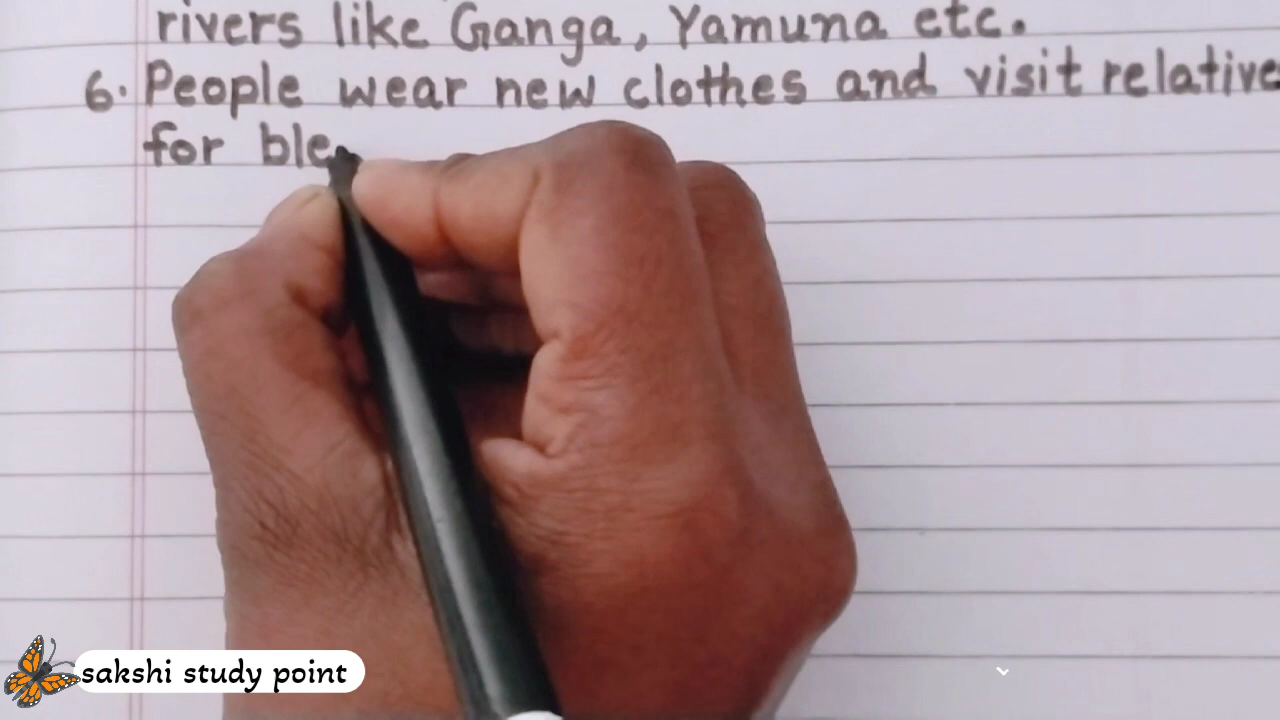 rivers like Ganga, Yamuna etc.
6. People wear new clothes and visit relative
for ble
sakshi study point